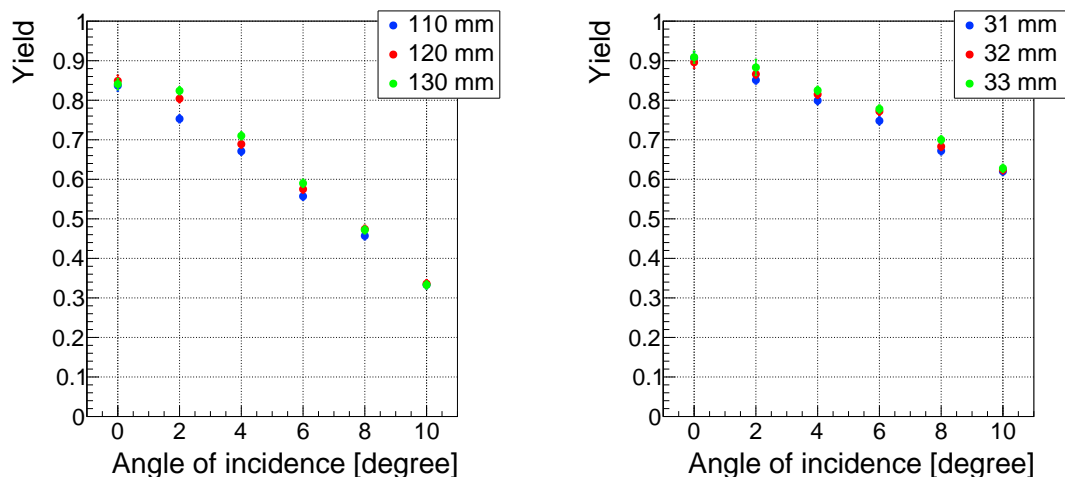 Yield
1
0.9
0.8
0.7
0.6
0.5
0.4
0.3
0.2
0.1
0
0 2 4 6 8 10
Angle of incidence [degree]
110 mm
120 mm
130 mm
Yield
1
0.9
0.8
0.7
0.6
0.5
0.4
0.3
0.2
0.1
0
0 2 4 6 8 10
Angle of incidence [degree]
31 mm
32 mm
33 mm